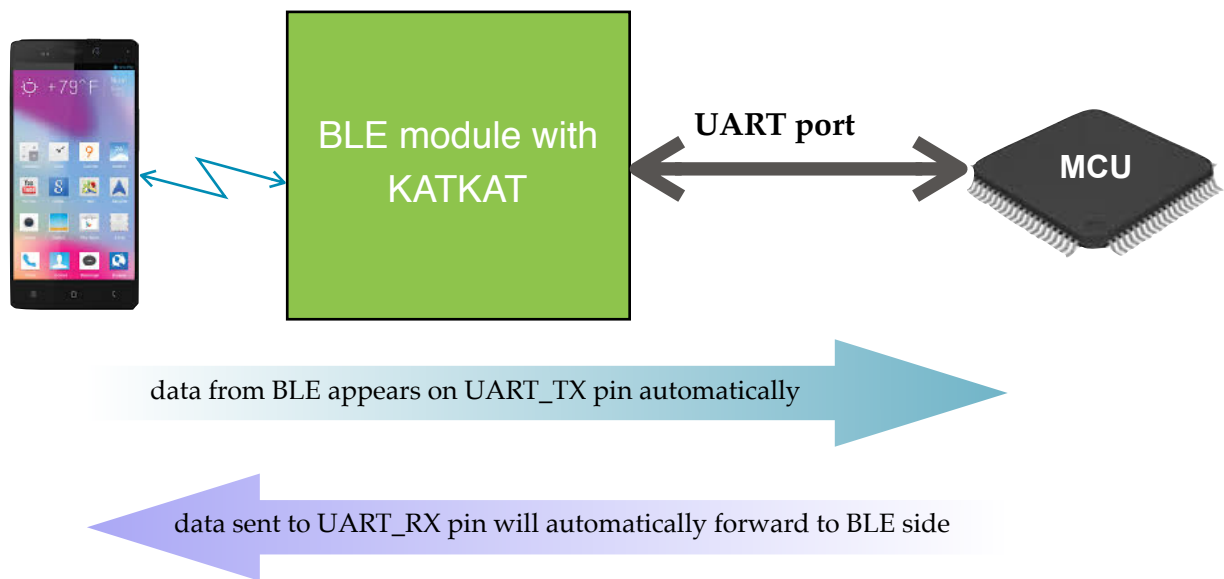 +79°F
BLE module with
KATKAT
UART port
MCU
data from BLE appears on UART_TX pin automatically
data sent to UART_RX pin will automatically forward to BLE side